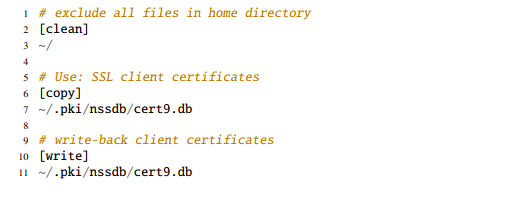 1 # exclude all files in home directory
2 [clean]
3 ~/
4
5 # Use: SSL client certificates
6 [copy]
7 ~/.pki/nssdb/cert9.db
8
9 # write-back client certificates
10 [write]
11 ~/.pki/nssdb/cert9.db